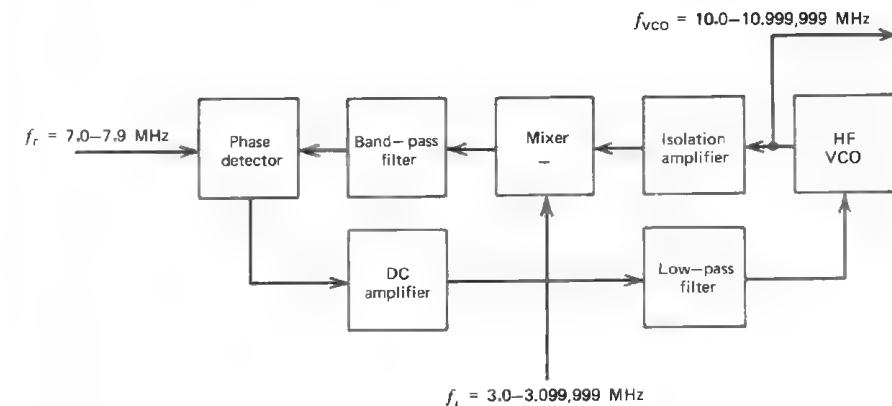 f_VCO = 10.0–10.999,999 MHz
f_r = 7.0–7.9 MHz
Phase
detector
Band–pass
filter
Mixer
–
Isolation
amplifier
HF
VCO
DC
amplifier
Low–pass
filter
= 3.0–3.099,999 MHz